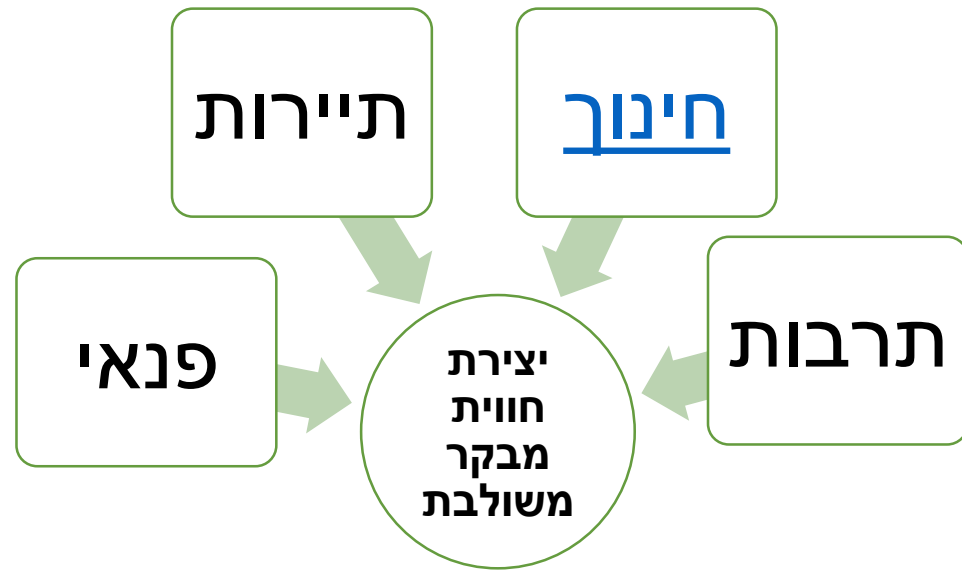 חינוך
תיירות
תרבות
פנאי
יצירת
חווית
מבקר
משולבת